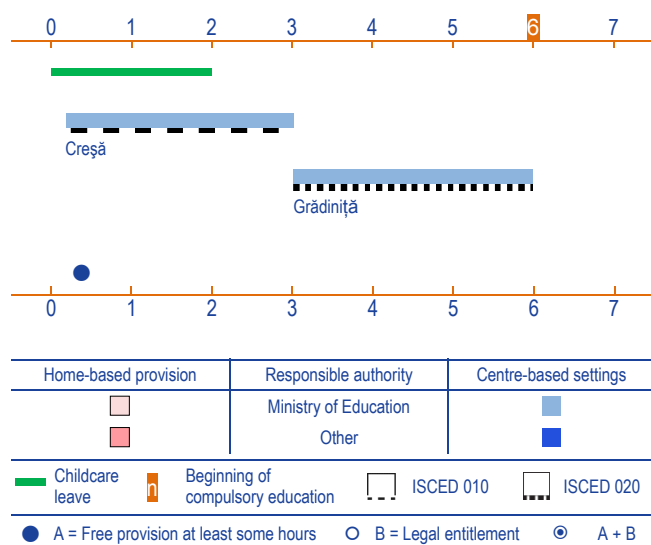 0 1 2 3 4 5 6 7
Creşă
Grădiniță
0 1 2 3 4 5 6 7
Home-based provision Responsible authority Centre-based settings
Ministry of Education
Other
Childcare leave
n Beginning of compulsory education
ISCED 010
ISCED 020
A = Free provision at least some hours B = Legal entitlement A + B